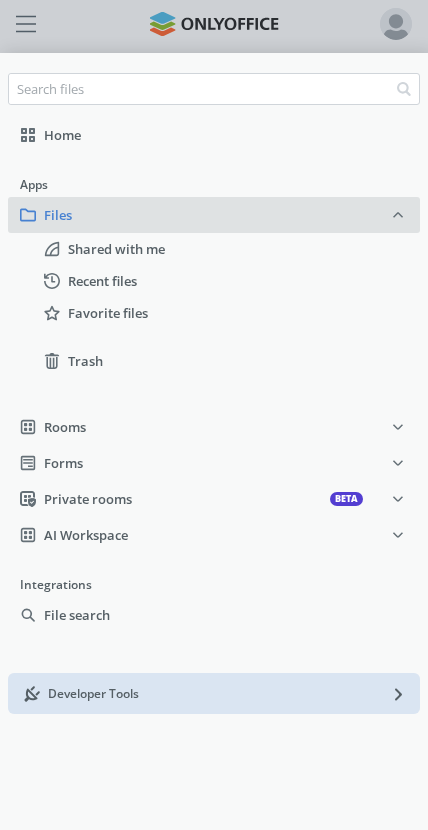 ONLYOFFICE
Search files
Home
Apps
Files
Shared with me
Recent files
Favorite files
Trash
Rooms
Forms
Private rooms BETA
AI Workspace
Integrations
File search
Developer Tools